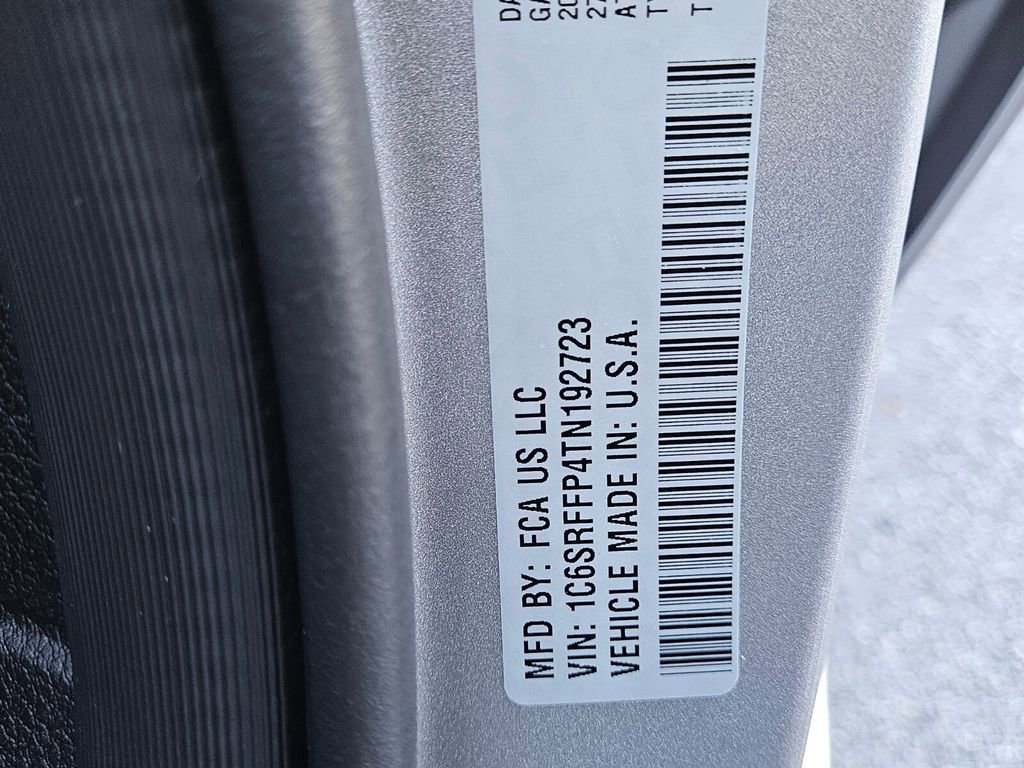 MFD BY: FCA US LLC
VIN: 1C6SRFFP4TN192723
VEHICLE MADE IN: U.S.A.